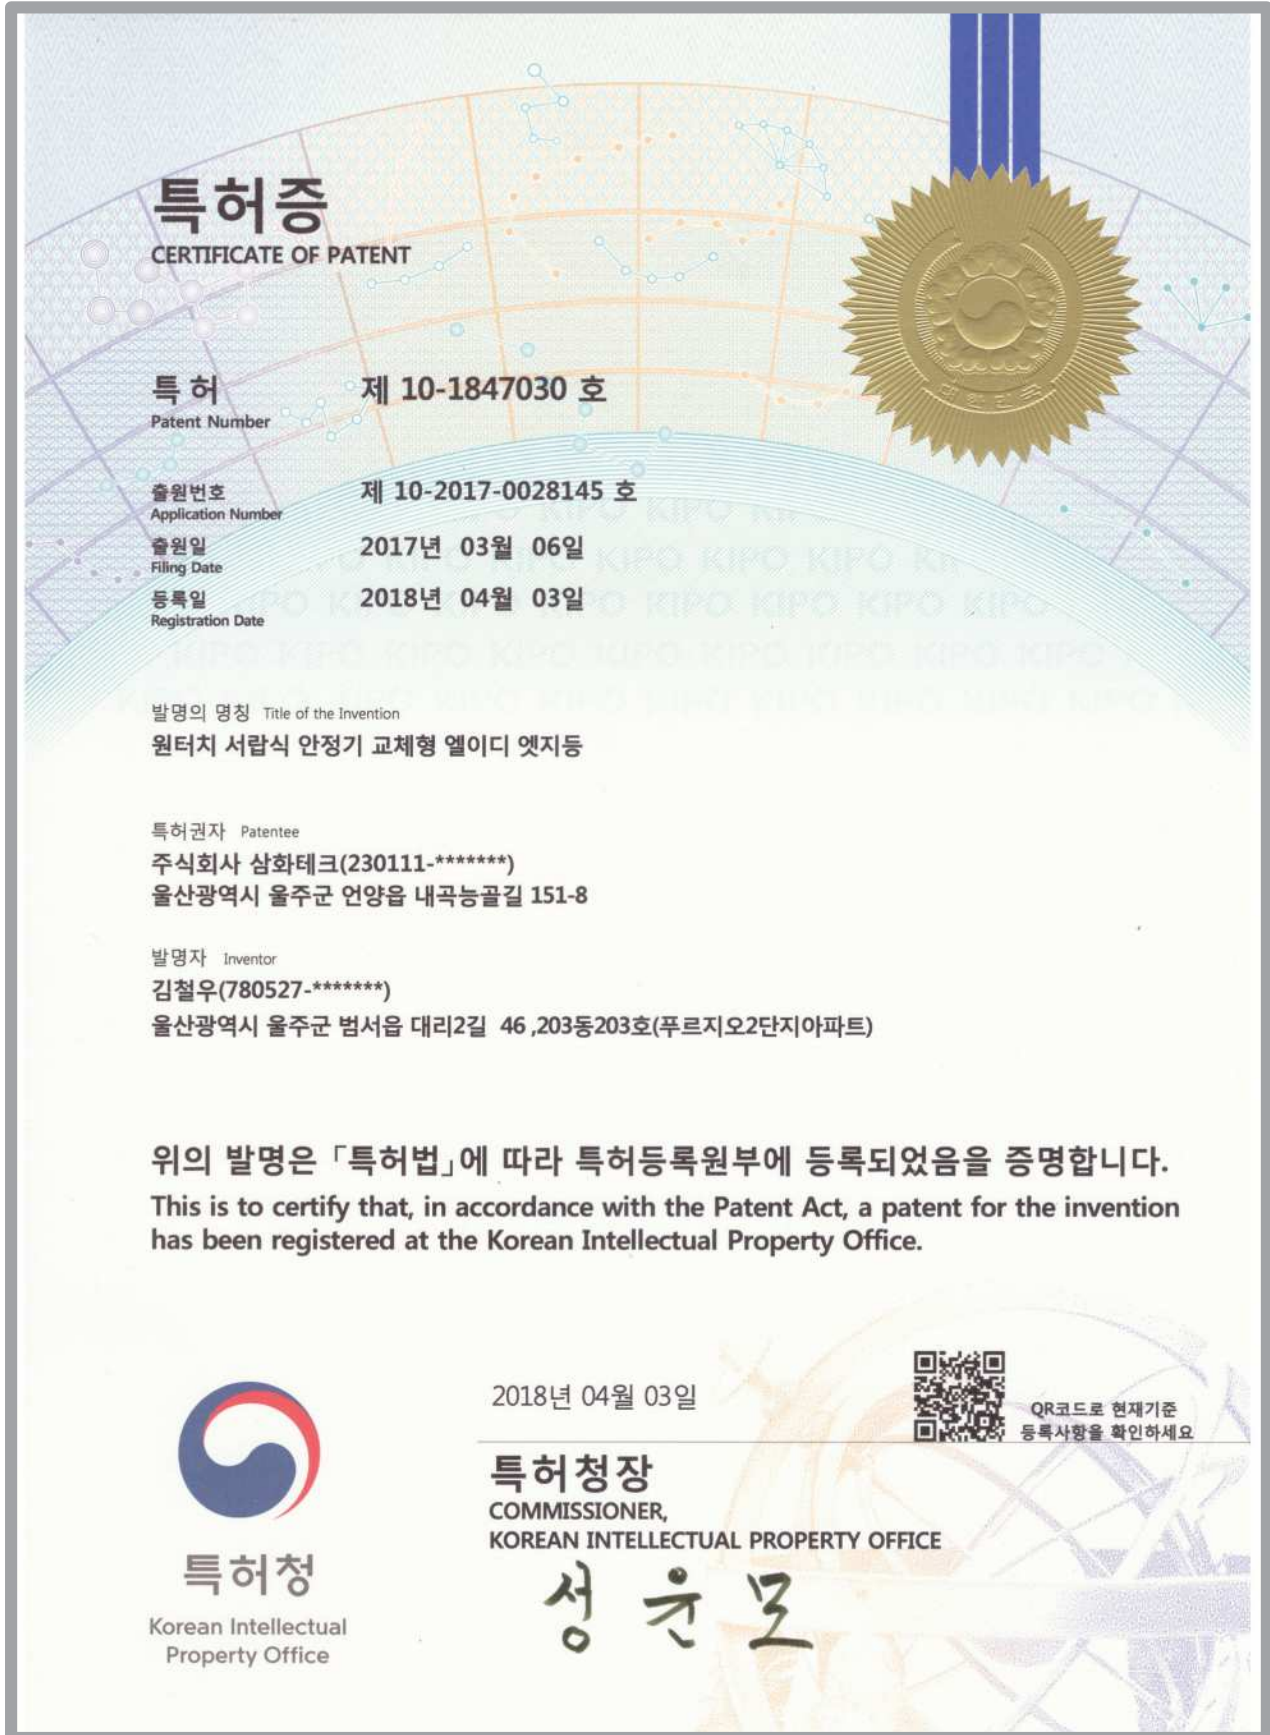 특허증
CERTIFICATE OF PATENT
대한민국
특 허 제 10-1847030 호
Patent Number
출원번호 제 10-2017-0028145 호
Application Number
출원일 2017년 03월 06일
Filing Date
등록일 2018년 04월 03일
Registration Date
발명의 명칭 Title of the Invention
원터치 서랍식 안정기 교체형 엘이디 엣지등
특허권자 Patentee
주식회사 삼화테크(230111-*******)
울산광역시 울주군 언양읍 내곡능골길 151-8
발명자 Inventor
김철우(780527-*******)
울산광역시 울주군 범서읍 대리2길 46 ,203동203호(푸르지오2단지아파트)
위의 발명은 「특허법」에 따라 특허등록원부에 등록되었음을 증명합니다.
This is to certify that, in accordance with the Patent Act, a patent for the invention
has been registered at the Korean Intellectual Property Office.
2018년 04월 03일
QR코드로 현재기준
등록사항을 확인하세요
특허청장
COMMISSIONER,
KOREAN INTELLECTUAL PROPERTY OFFICE
성윤모
특허청
Korean Intellectual
Property Office